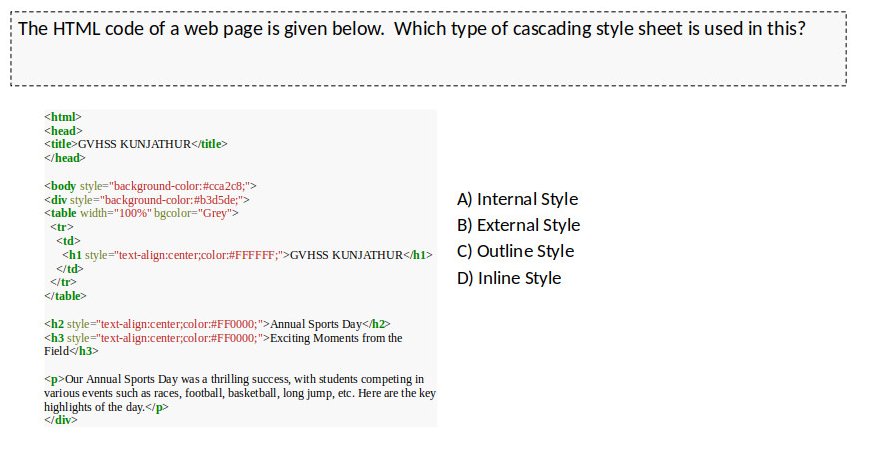 The HTML code of a web page is given below.  Which type of cascading style sheet is used in this?
<html>
<head>
<title>GVHSS KUNJATHUR</title>
</head>
<body style="background-color:#cca2c8;">
<div style="background-color:#b3d5de;">
<table width="100%" bgcolor="Grey">
<tr>
<td>
<h1 style="text-align:center;color:#FFFFFF;">GVHSS KUNJATHUR</h1>
</td>
</tr>
</table>
<h2 style="text-align:center;color:#FF0000;">Annual Sports Day</h2>
<h3 style="text-align:center;color:#FF0000;">Exciting Moments from the
Field</h3>
<p>Our Annual Sports Day was a thrilling success, with students competing in
various events such as races, football, basketball, long jump, etc. Here are the key
highlights of the day.</p>
</div>
A) Internal Style
B) External Style
C) Outline Style
D) Inline Style